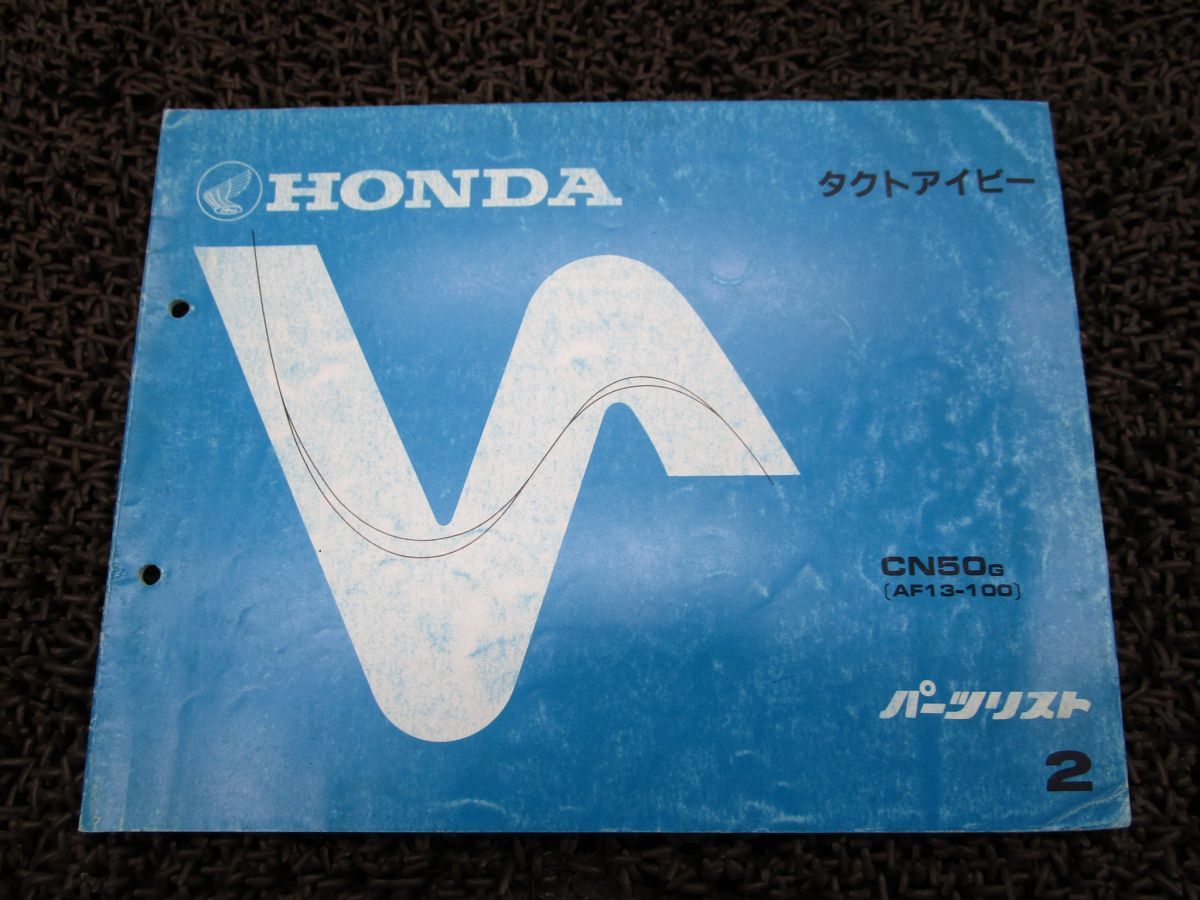 HONDA
タクトアイビー
CN50G
〔AF13-100〕
パーツリスト
2